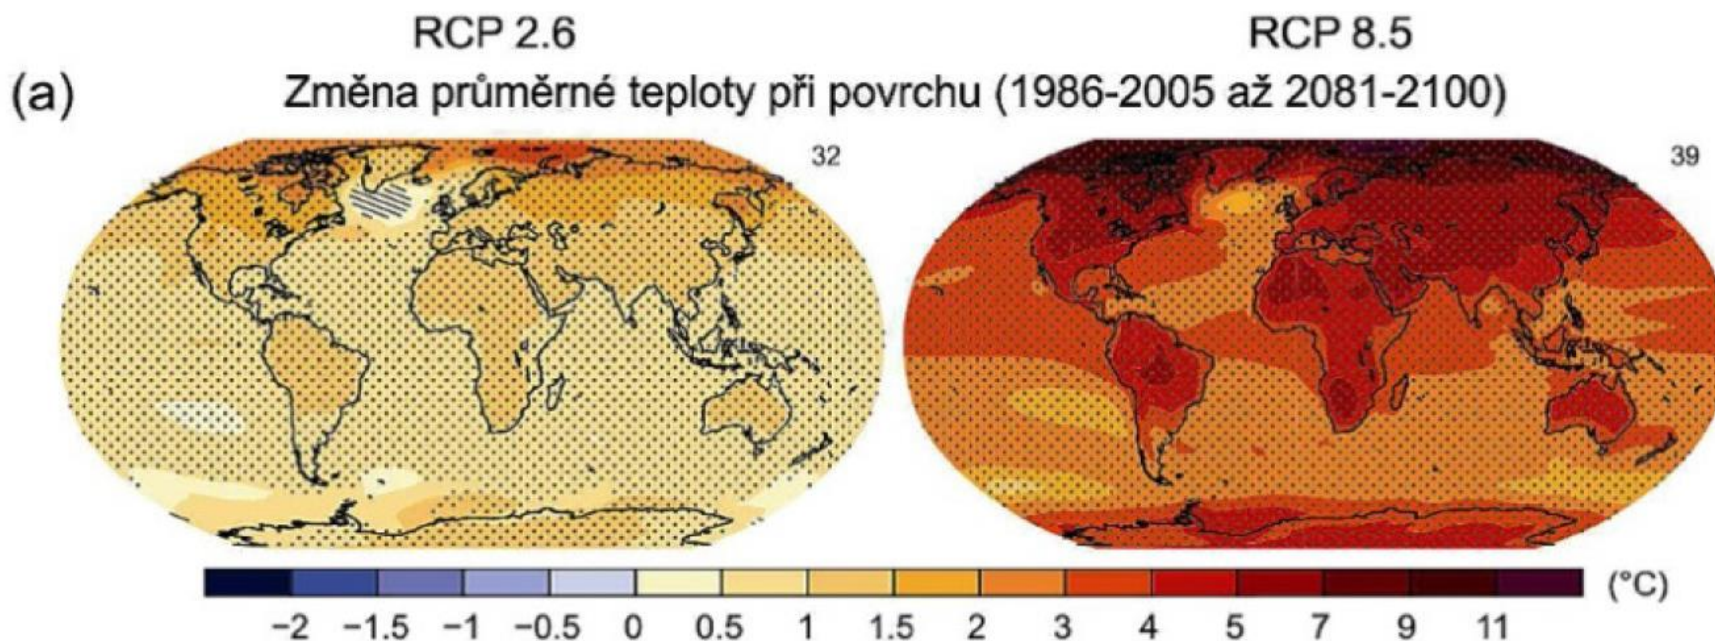 RCP 2.6 RCP 8.5
(a) Změna průměrné teploty při povrchu (1986-2005 až 2081-2100)
32 39
(°C)
−2 −1.5 −1 −0.5 0 0.5 1 1.5 2 3 4 5 7 9 11